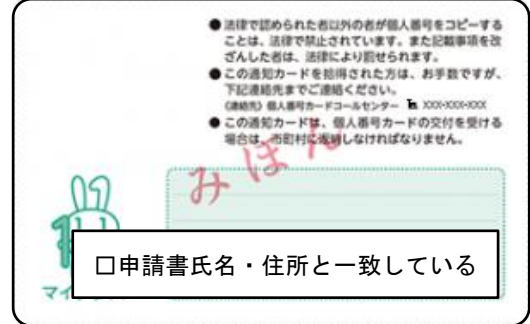 ●法律で認められた者以外の者が個人番号をコピーする
ことは、法律で禁止されています。また記載事項を改
ざんした者は、法律により罰せられます。
●この通知カードを拾得された方は、お手数ですが、
下記連絡先までご連絡ください。
《連絡先》個人番号カードコールセンター ℡ XXX-XXX-XXX
●この通知カードは、個人番号カードの交付を受ける
場合は、市町村に返納しなければなりません。
みほん
□申請書氏名・住所と一致している
マイ